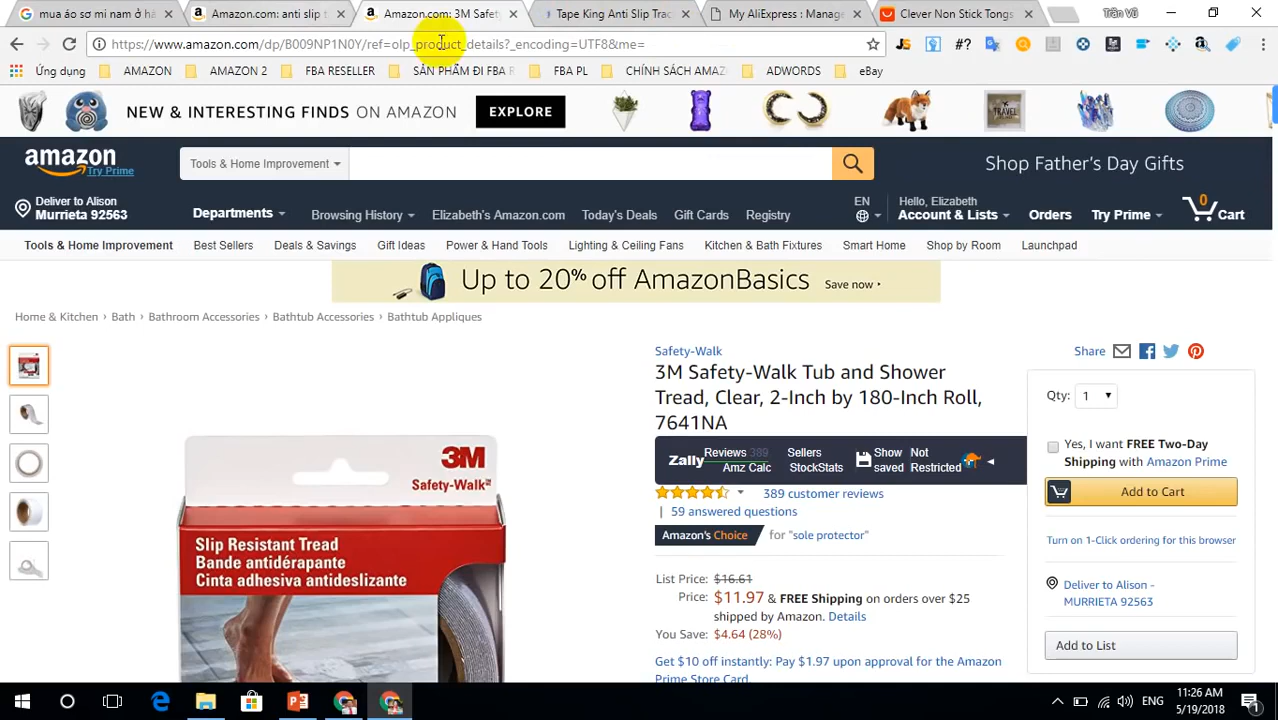 mua áo sơ mi nam ở hà
Amazon.com: anti slip t
Amazon.com: 3M Safet
Tape King Anti Slip Trac
My AliExpress : Manage
Clever Non Stick Tongs
Trần Vũ
https://www.amazon.com/dp/B009NP1N0Y/ref=olp_product_details?_encoding=UTF8&me=
JS #?
Ứng dụng AMAZON AMAZON 2 FBA RESELLER SẢN PHẨM ĐI FBA R FBA PL CHÍNH SÁCH AMAZ ADWORDS eBay
NEW & INTERESTING FINDS ON AMAZON EXPLORE
amazon
Try Prime
Tools & Home Improvement
Shop Father's Day Gifts
Deliver to Alison
Murrieta 92563
Departments Browsing History Elizabeth's Amazon.com Today's Deals Gift Cards Registry
EN
Hello, Elizabeth
Account & Lists
Orders
Try Prime
0
Cart
Tools & Home Improvement Best Sellers Deals & Savings Gift Ideas Power & Hand Tools Lighting & Ceiling Fans Kitchen & Bath Fixtures Smart Home Shop by Room Launchpad
Up to 20% off AmazonBasics Save now ›
Home & Kitchen › Bath › Bathroom Accessories › Bathtub Accessories › Bathtub Appliques
3M
Safety-Walk
Slip Resistant Tread
Bande antidérapante
Cinta adhesiva antideslizante
Safety-Walk
3M Safety-Walk Tub and Shower
Tread, Clear, 2-Inch by 180-Inch Roll,
7641NA
Zally
Reviews 389
Amz Calc
Sellers
StockStats
Show
saved
Not
Restricted
389 customer reviews
| 59 answered questions
Amazon's Choice for "sole protector"
List Price: $16.61
Price: $11.97 & FREE Shipping on orders over $25
shipped by Amazon. Details
You Save: $4.64 (28%)
Get $10 off instantly: Pay $1.97 upon approval for the Amazon
Prime Store Card.
Share
Qty: 1
Yes, I want FREE Two-Day
Shipping with Amazon Prime
Add to Cart
Turn on 1-Click ordering for this browser
Deliver to Alison -
MURRIETA 92563
Add to List
ENG
11:26 AM
5/19/2018
1